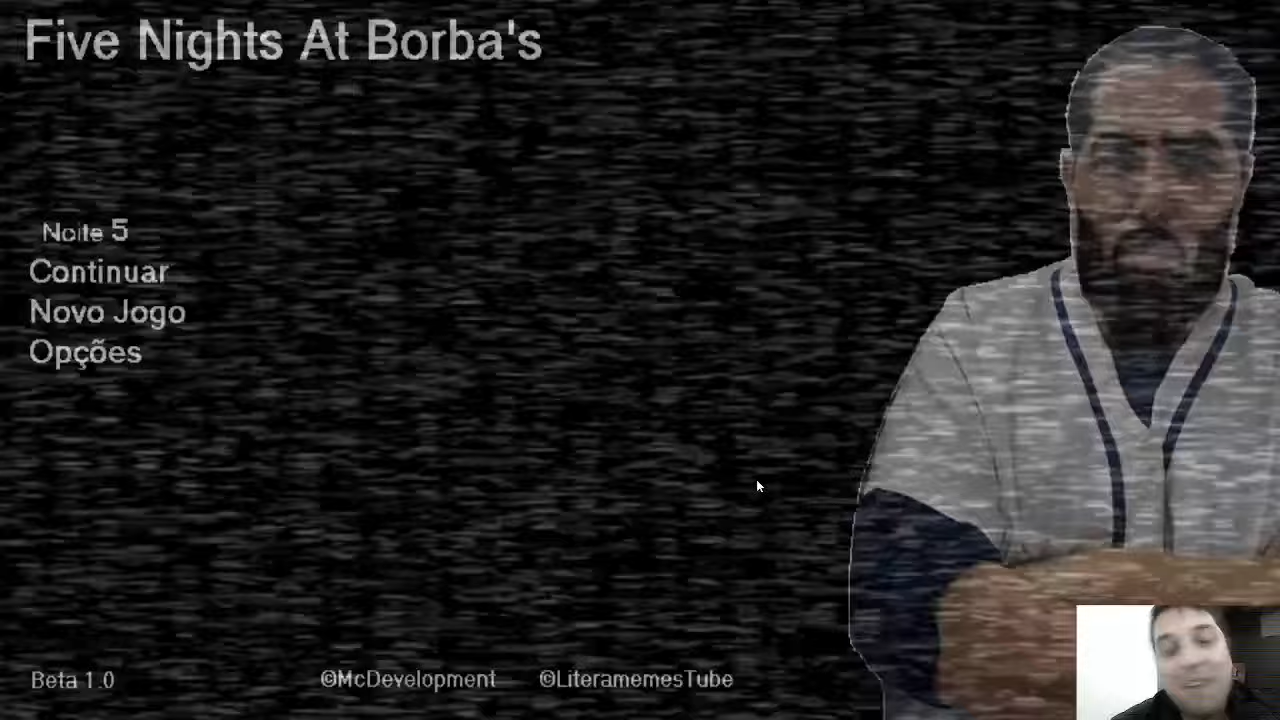 Five Nights At Borba's
Noite 5
Continuar
Novo Jogo
Opções
Beta 1.0
©McDevelopment
©LiteramemesTube